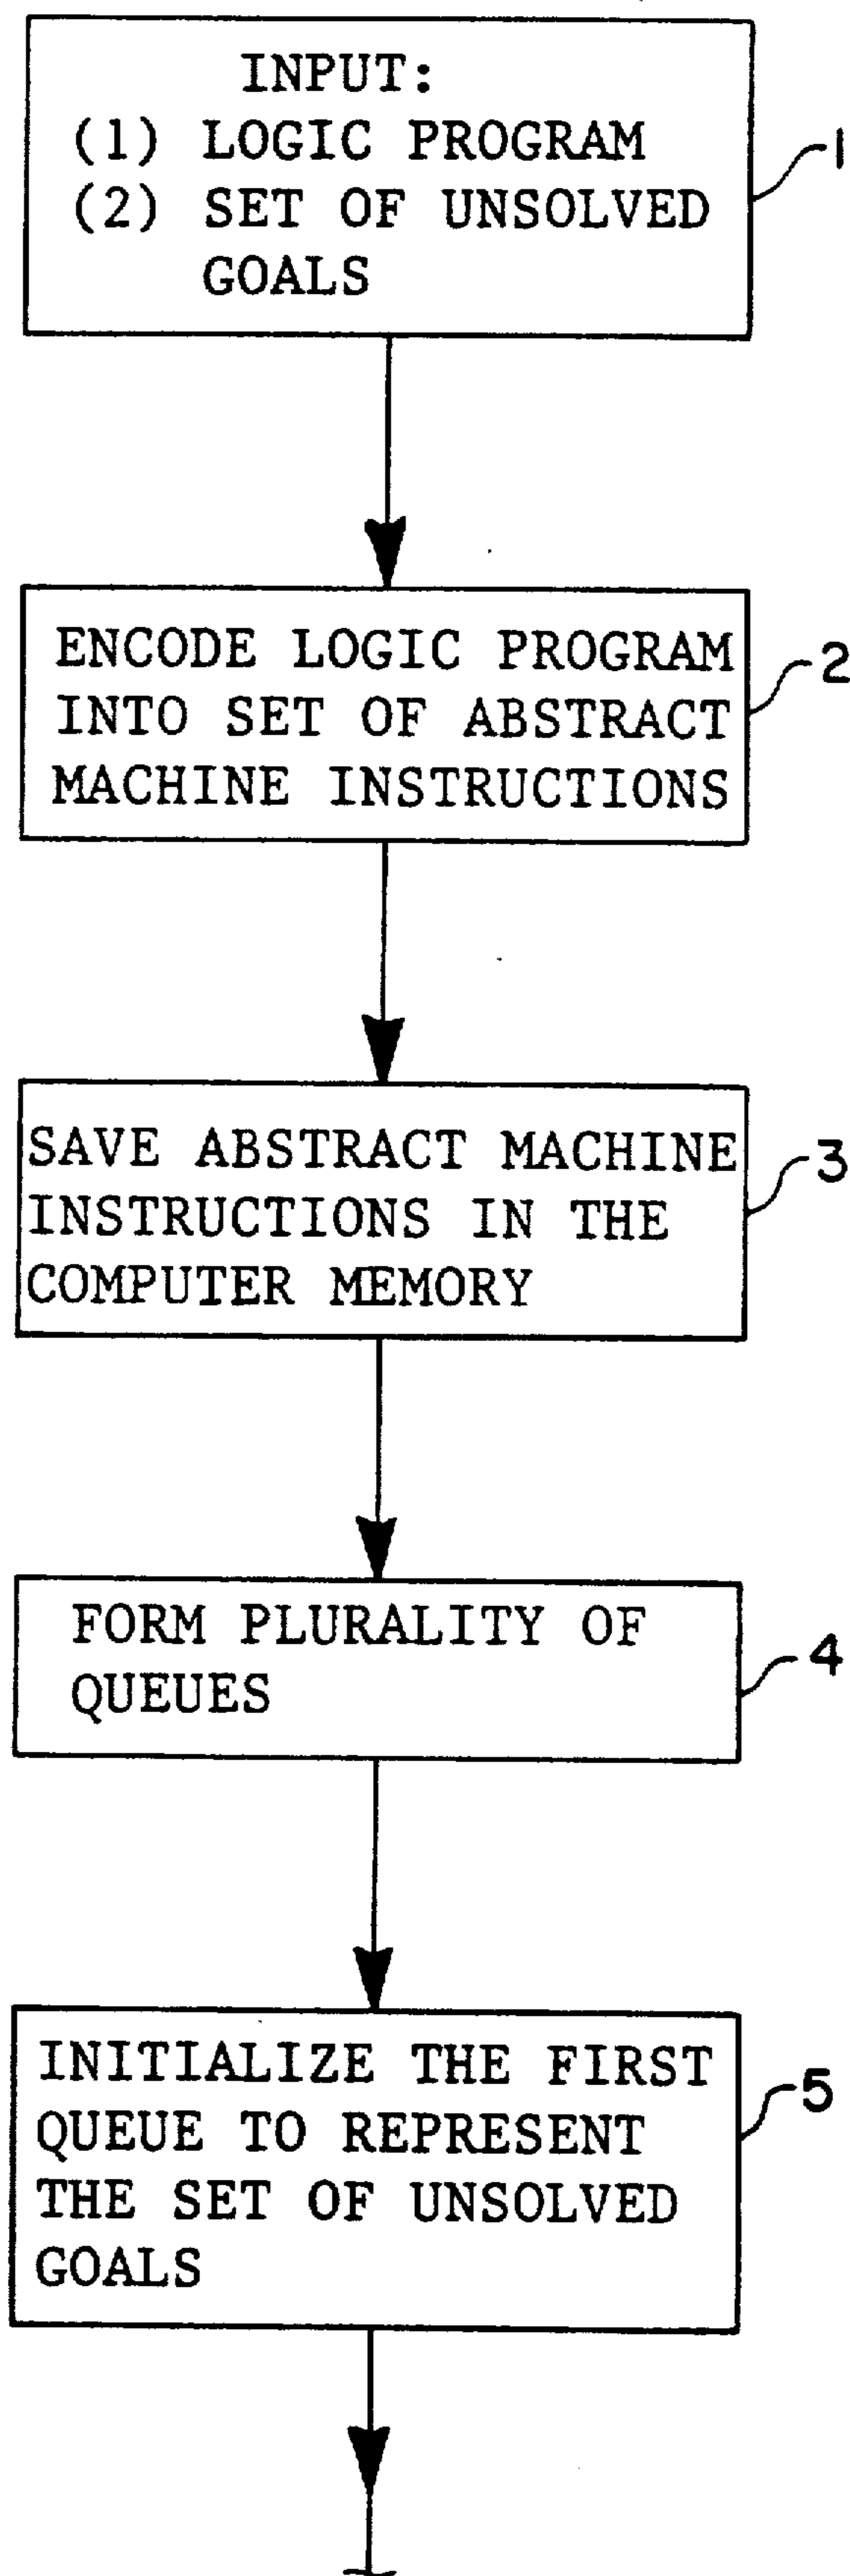 INPUT:
(1) LOGIC PROGRAM
(2) SET OF UNSOLVED
GOALS
1
ENCODE LOGIC PROGRAM
INTO SET OF ABSTRACT
MACHINE INSTRUCTIONS
2
SAVE ABSTRACT MACHINE
INSTRUCTIONS IN THE
COMPUTER MEMORY
3
FORM PLURALITY OF
QUEUES
4
INITIALIZE THE FIRST
QUEUE TO REPRESENT
THE SET OF UNSOLVED
GOALS
5